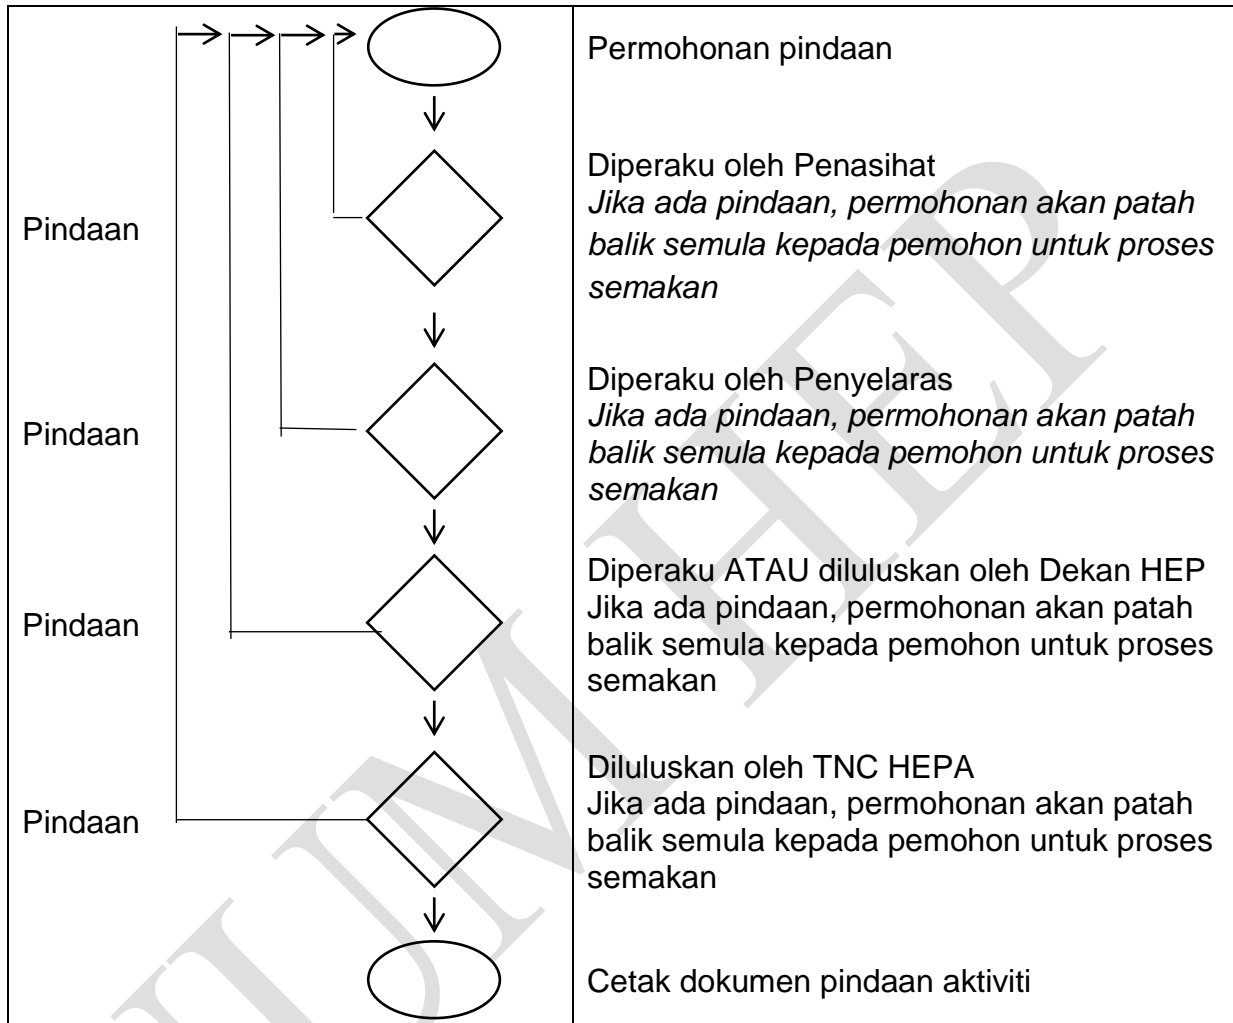 Permohonan pindaan
Diperaku oleh Penasihat
Jika ada pindaan, permohonan akan patah
balik semula kepada pemohon untuk proses
semakan
Pindaan
Diperaku oleh Penyelaras
Jika ada pindaan, permohonan akan patah
balik semula kepada pemohon untuk proses
semakan
Pindaan
Diperaku ATAU diluluskan oleh Dekan HEP
Jika ada pindaan, permohonan akan patah
balik semula kepada pemohon untuk proses
semakan
Pindaan
Diluluskan oleh TNC HEPA
Jika ada pindaan, permohonan akan patah
balik semula kepada pemohon untuk proses
semakan
Pindaan
Cetak dokumen pindaan aktiviti